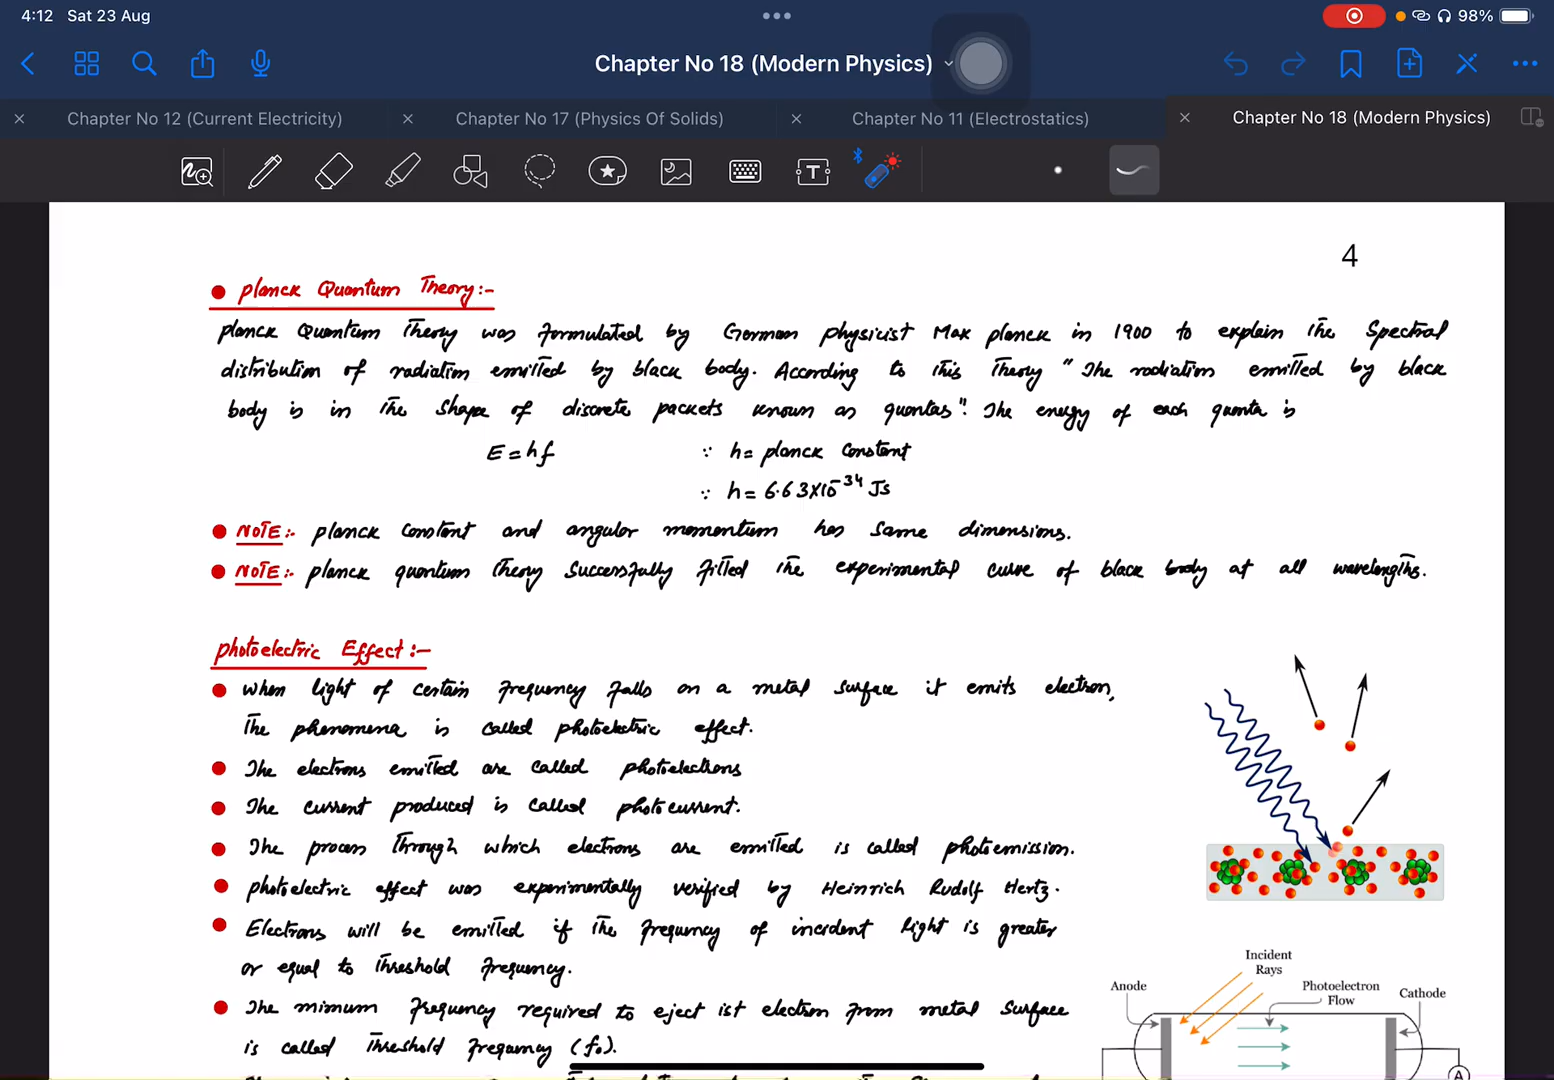 4:12 Sat 23 Aug
98%
Chapter No 18 (Modern Physics)
Chapter No 12 (Current Electricity)
Chapter No 17 (Physics Of Solids)
Chapter No 11 (Electrostatics)
Chapter No 18 (Modern Physics)
T
4
Planck Quantum Theory:-
Planck Quantum Theory was formulated by German physicist Max planck in 1900 to explain the Spectral
distribution of radiation emitted by black body. According to this Theory "The radiation emitted by black
body is in the shape of discrete packets known as quantas". The energy of each quanta is
E = hf ∵ h = planck Constant
∵ h = 6.63×10⁻³⁴ Js
NOTE:- planck Constant and angular momentum has same dimensions.
NOTE:- planck quantum theory successfully fitted the experimental curve of black body at all wavelengths.
Photoelectric Effect:-
When light of certain frequency falls on a metal surface it emits electron,
The phenomena is called photoelectric effect.
The electrons emitted are called photoelectrons
The current produced is called photocurrent.
The process through which electrons are emitted is called photoemission.
photoelectric effect was experimentally verified by Heinrich Rudolf Hertz.
Electrons will be emitted if the frequency of incident light is greater
or equal to Threshold frequency.
The mimum frequency required to eject ist electron from metal surface
is called Threshold frequency (f₀).
Incident
Rays
Anode
Photoelectron
Flow
Cathode
A